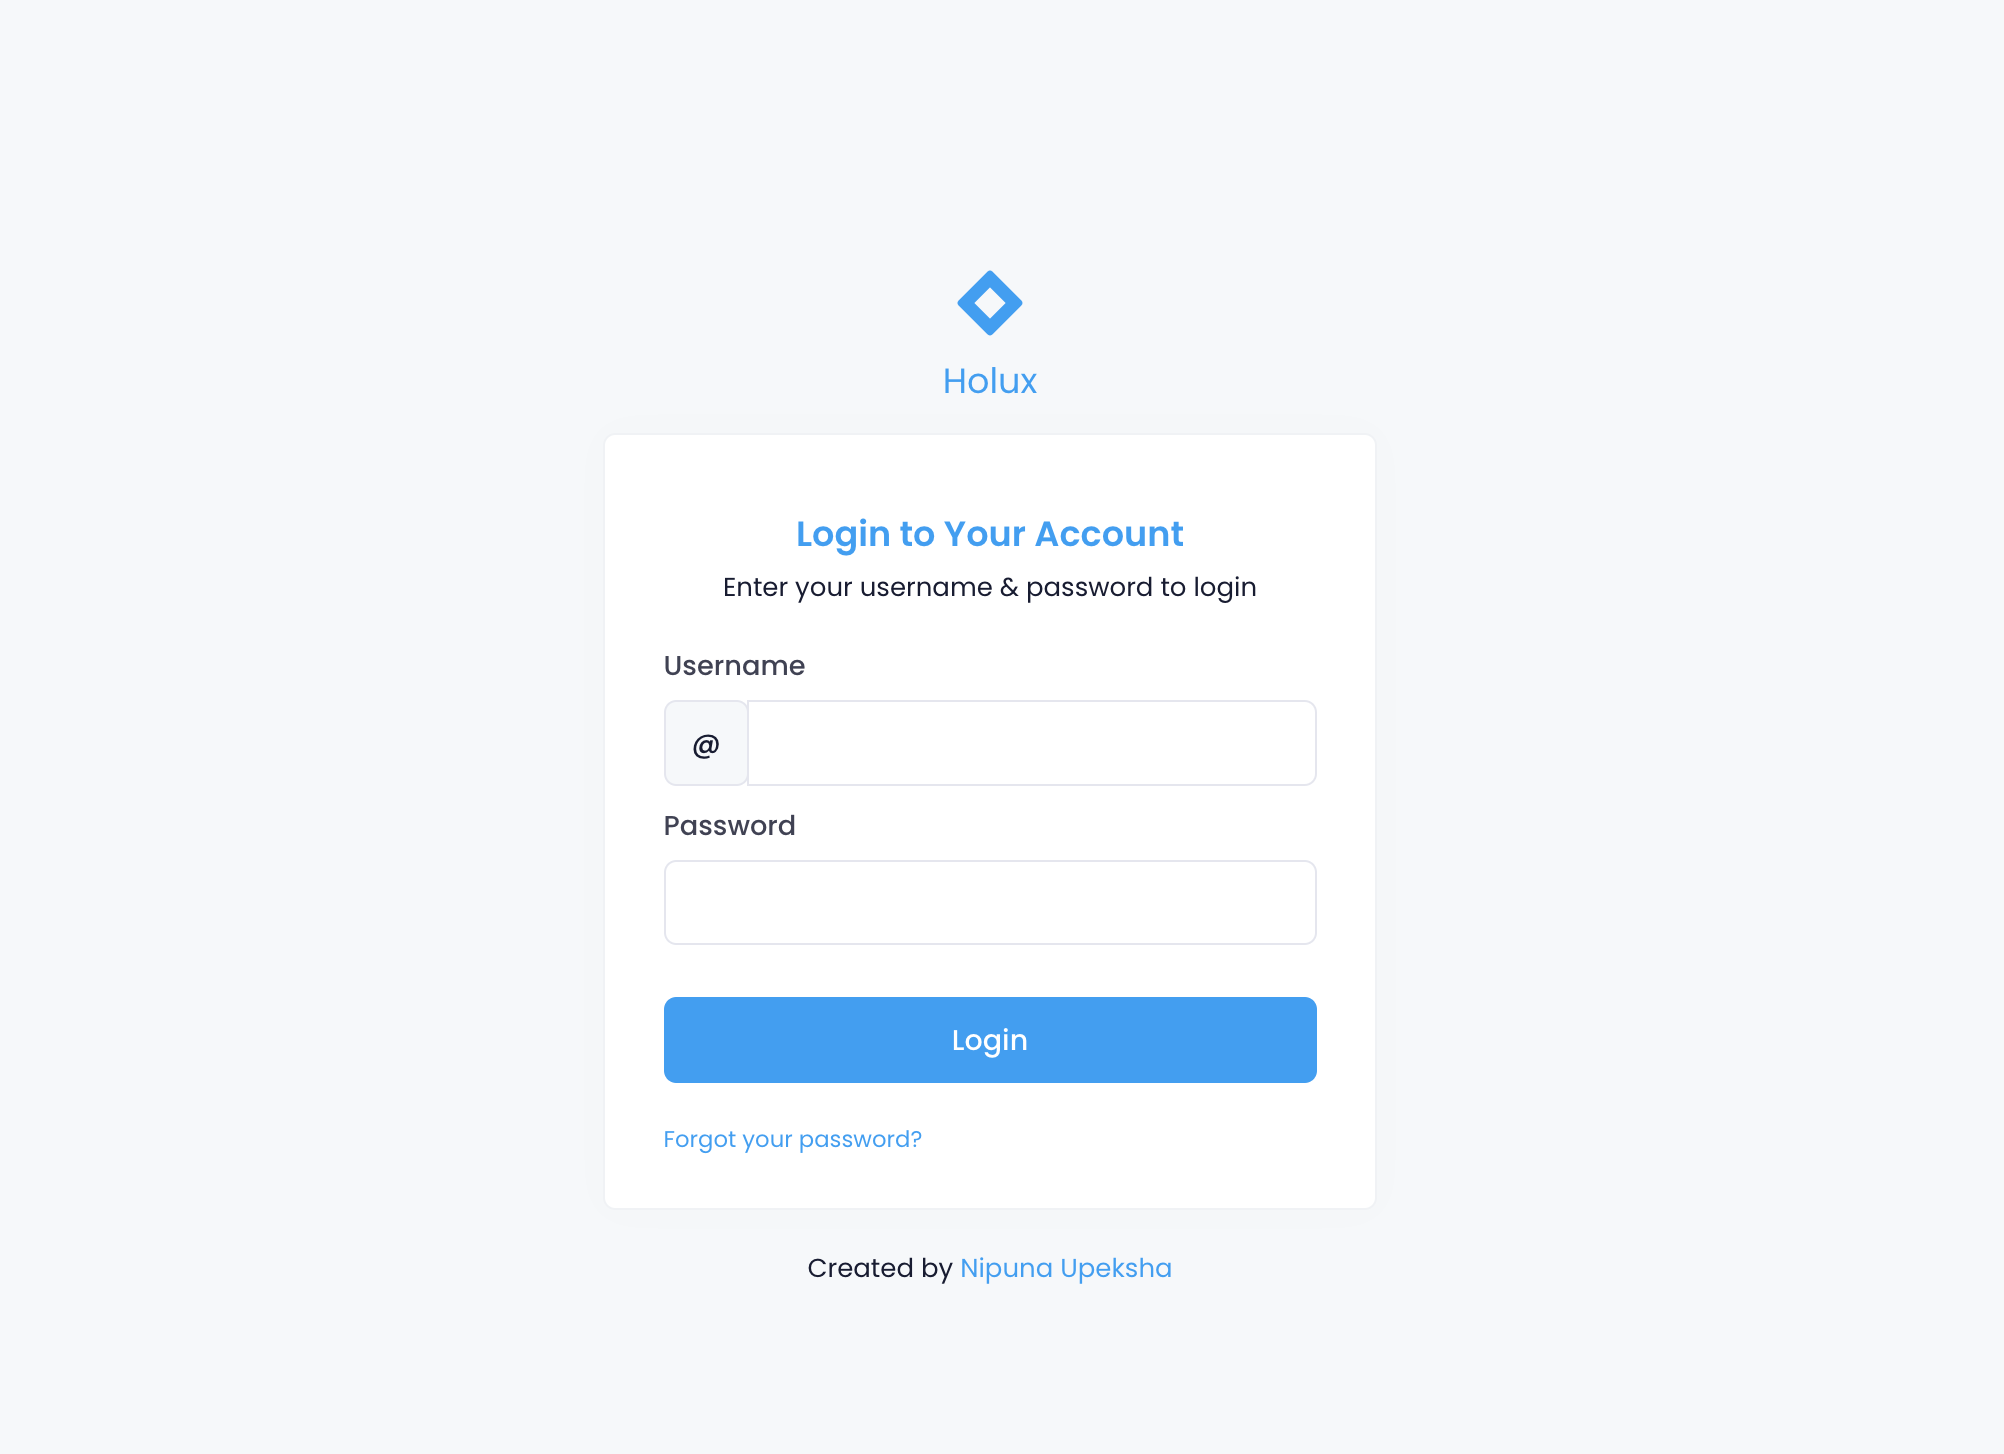 Holux
Login to Your Account
Enter your username & password to login
Username
@
Password
Login
Forgot your password?
Created by Nipuna Upeksha